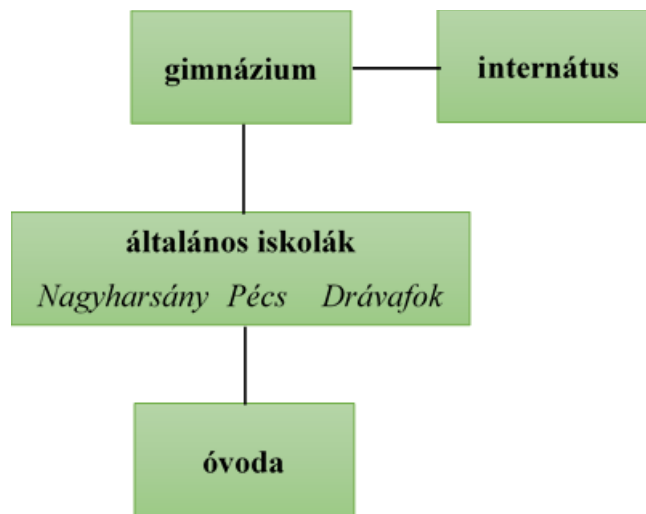 gimnázium
internátus
általános iskolák
Nagyharsány Pécs Drávafok
óvoda